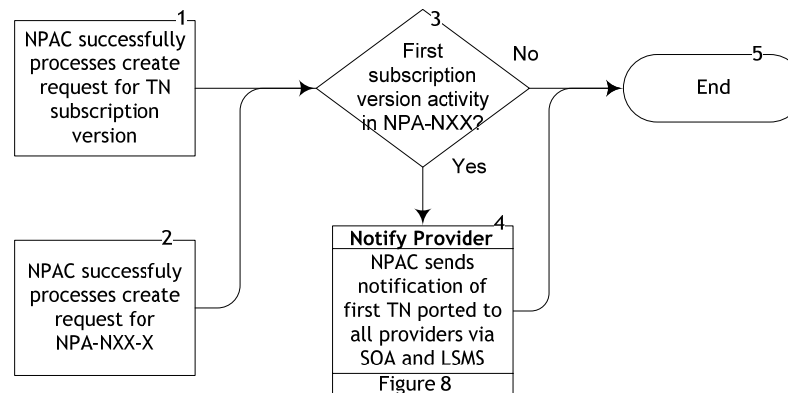 1
NPAC successfully
processes create
request for TN
subscription
version
2
NPAC successfuly
processes create
request for
NPA-NXX-X
3
First
subscription
version activity
in NPA-NXX?
No
Yes
4
Notify Provider
NPAC sends
notification of
first TN ported to
all providers via
SOA and LSMS
Figure 8
5
End